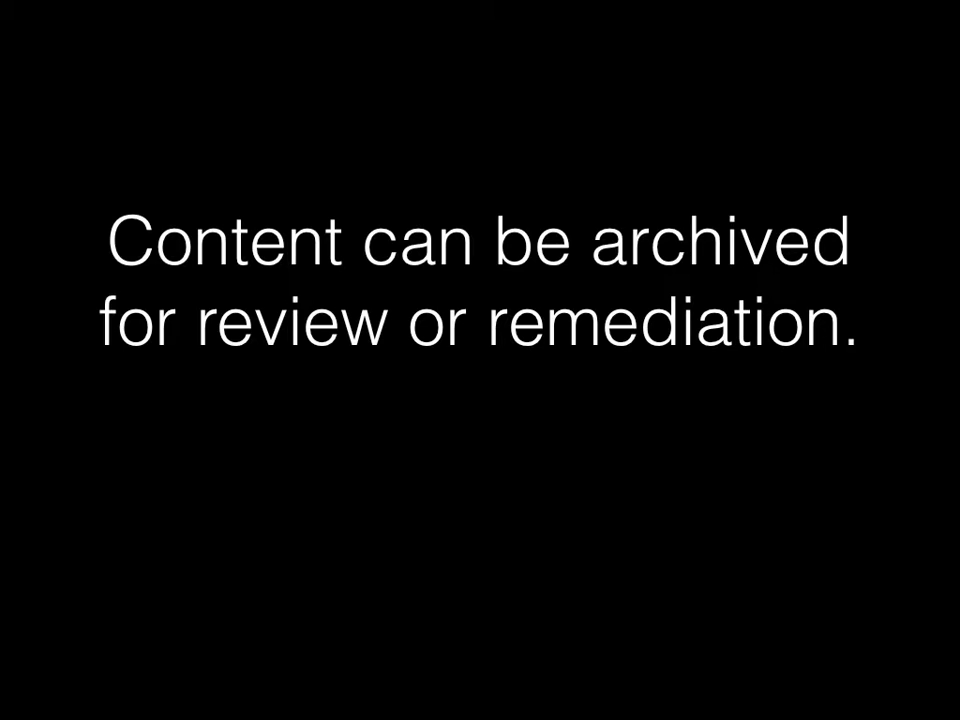 Content can be archived
for review or remediation.